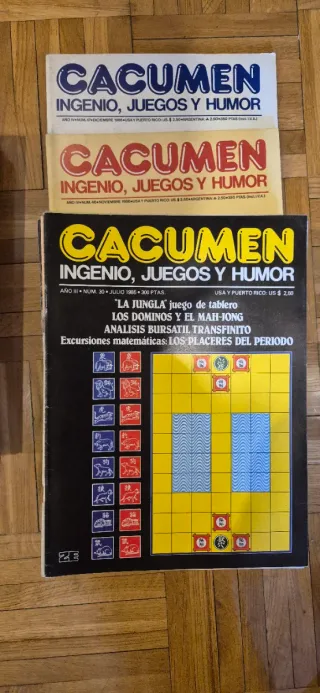 CACUMEN
INGENIO, JUEGOS Y HUMOR
CACUMEN
INGENIO, JUEGOS Y HUMOR
CACUMEN
INGENIO, JUEGOS Y HUMOR
AÑO III • NUM. 30 • JULIO 1985 • 300 PTAS. USA Y PUERTO RICO: US $ 2,50
"LA JUNGLA" juego de tablero
LOS DOMINOS Y EL MAH-JONG
ANALISIS BURSATIL TRANSFINITO
Excursiones matemáticas: LOS PLACERES DEL PERIODO